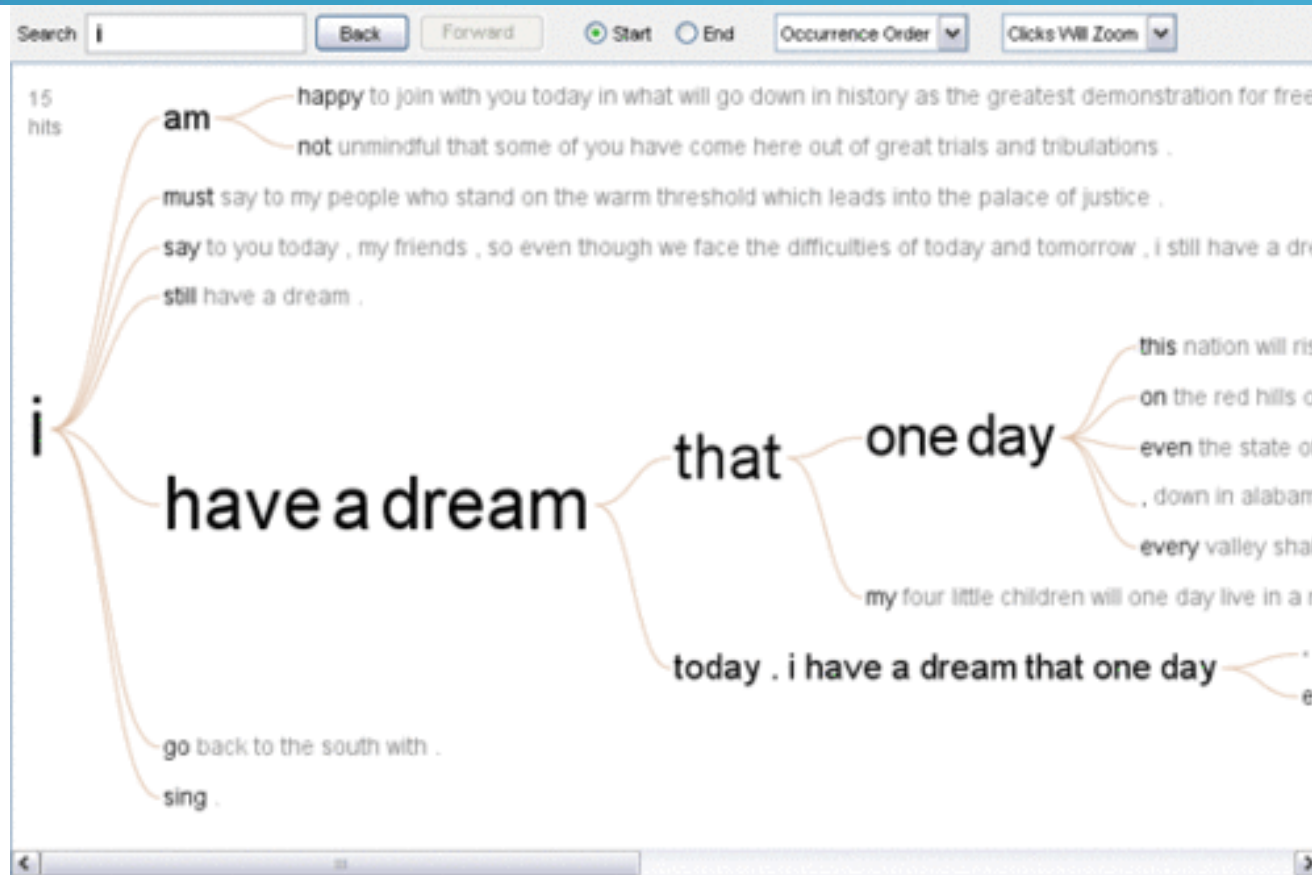 Search i Back Forward Start End Occurrence Order Clicks Will Zoom
15
hits
am
happy to join with you today in what will go down in history as the greatest demonstration for free
not unmindful that some of you have come here out of great trials and tribulations .
must say to my people who stand on the warm threshold which leads into the palace of justice .
say to you today , my friends , so even though we face the difficulties of today and tomorrow , i still have a dre
still have a dream .
i
have a dream
that
one day
this nation will ris
on the red hills o
even the state o
, down in alabam
every valley sha
my four little children will one day live in a
today . i have a dream that one day
,
e
go back to the south with .
sing .